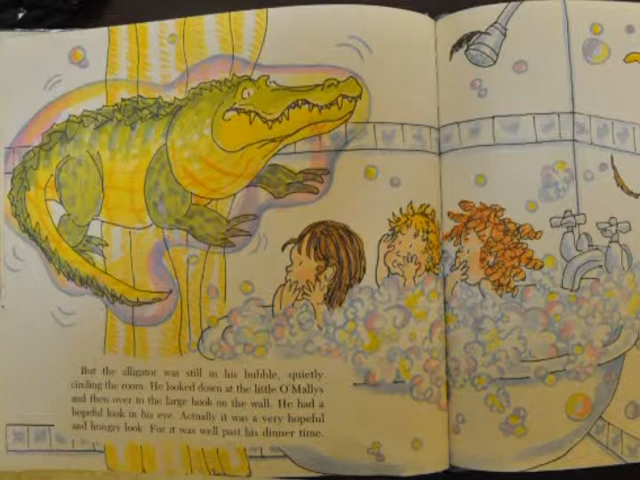 But the alligator was still in his bubble, quietly
circling the room. He looked down at the little O'Mallys
and then over to the large hook on the wall. He had a
hopeful look in his eye. Actually it was a very hopeful
and hungry look. For it was well past his dinner time.